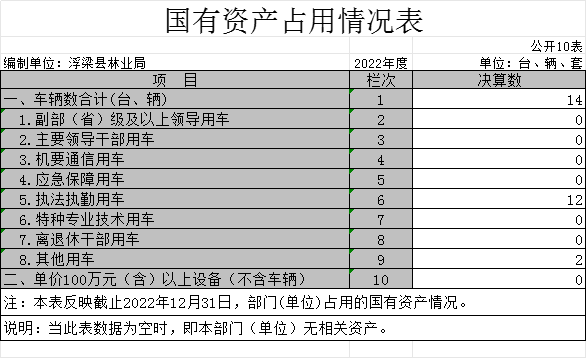 国有资产占用情况表
公开10表
编制单位：浮梁县林业局 2022年度 单位：台、辆、套
项 目 栏次 决算数
一、车辆数合计(台、辆) 1 14
1.副部（省）级及以上领导用车 2 0
2.主要领导干部用车 3 0
3.机要通信用车 4 0
4.应急保障用车 5 0
5.执法执勤用车 6 12
6.特种专业技术用车 7 0
7.离退休干部用车 8 0
8.其他用车 9 2
二、单价100万元（含）以上设备（不含车辆） 10 0
注：本表反映截止2022年12月31日，部门(单位)占用的国有资产情况。
说明：当此表数据为空时，即本部门（单位）无相关资产。